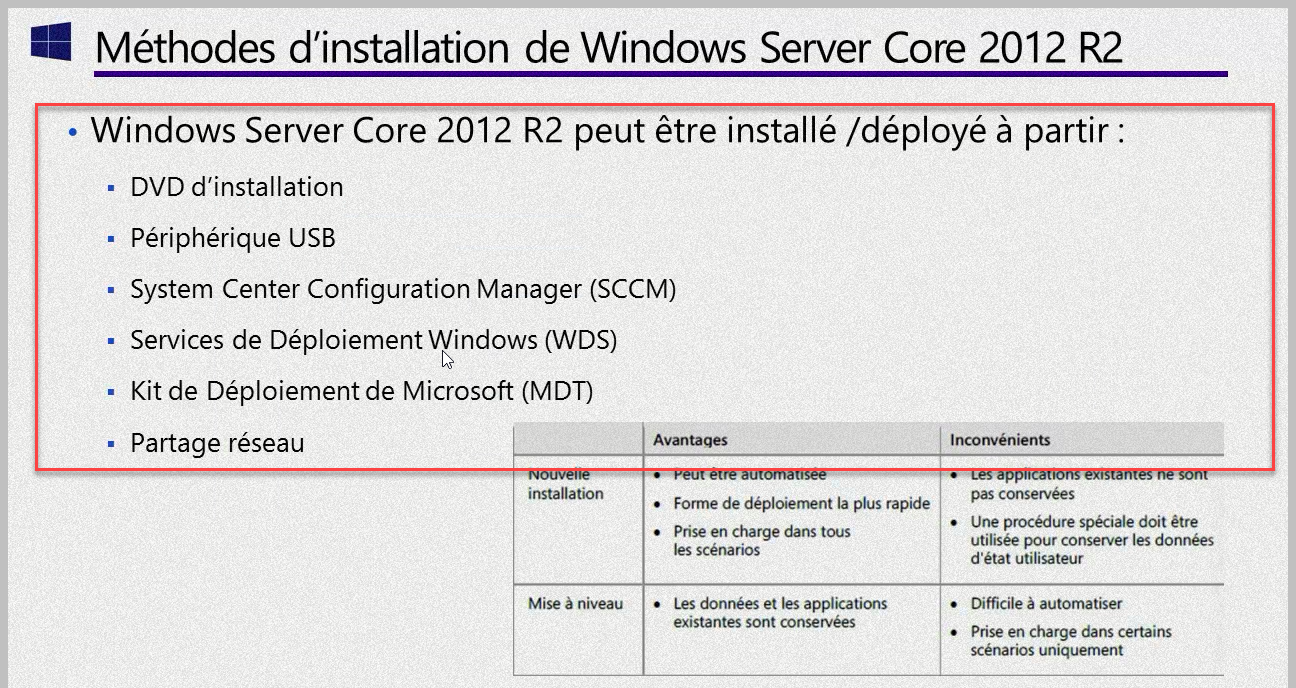 Méthodes d’installation de Windows Server Core 2012 R2
• Windows Server Core 2012 R2 peut être installé /déployé à partir :
▪ DVD d’installation
▪ Périphérique USB
▪ System Center Configuration Manager (SCCM)
▪ Services de Déploiement Windows (WDS)
▪ Kit de Déploiement de Microsoft (MDT)
▪ Partage réseau
Avantages
Inconvénients
Nouvelle
installation
• Peut être automatisée
• Forme de déploiement la plus rapide
• Prise en charge dans tous
les scénarios
• Les applications existantes ne sont
pas conservées
• Une procédure spéciale doit être
utilisée pour conserver les données
d'état utilisateur
Mise à niveau
• Les données et les applications
existantes sont conservées
• Difficile à automatiser
• Prise en charge dans certains
scénarios uniquement